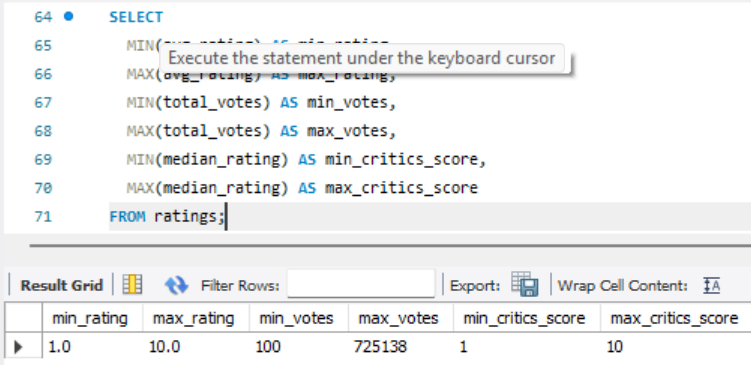 64 SELECT
65 MIN(
Execute the statement under the keyboard cursor
66 MAX(avg_rating) AS max_rating,
67 MIN(total_votes) AS min_votes,
68 MAX(total_votes) AS max_votes,
69 MIN(median_rating) AS min_critics_score,
70 MAX(median_rating) AS max_critics_score
71 FROM ratings;
Result Grid Filter Rows: Export: Wrap Cell Content: IA
min_rating max_rating min_votes max_votes min_critics_score max_critics_score
1.0 10.0 100 725138 1 10